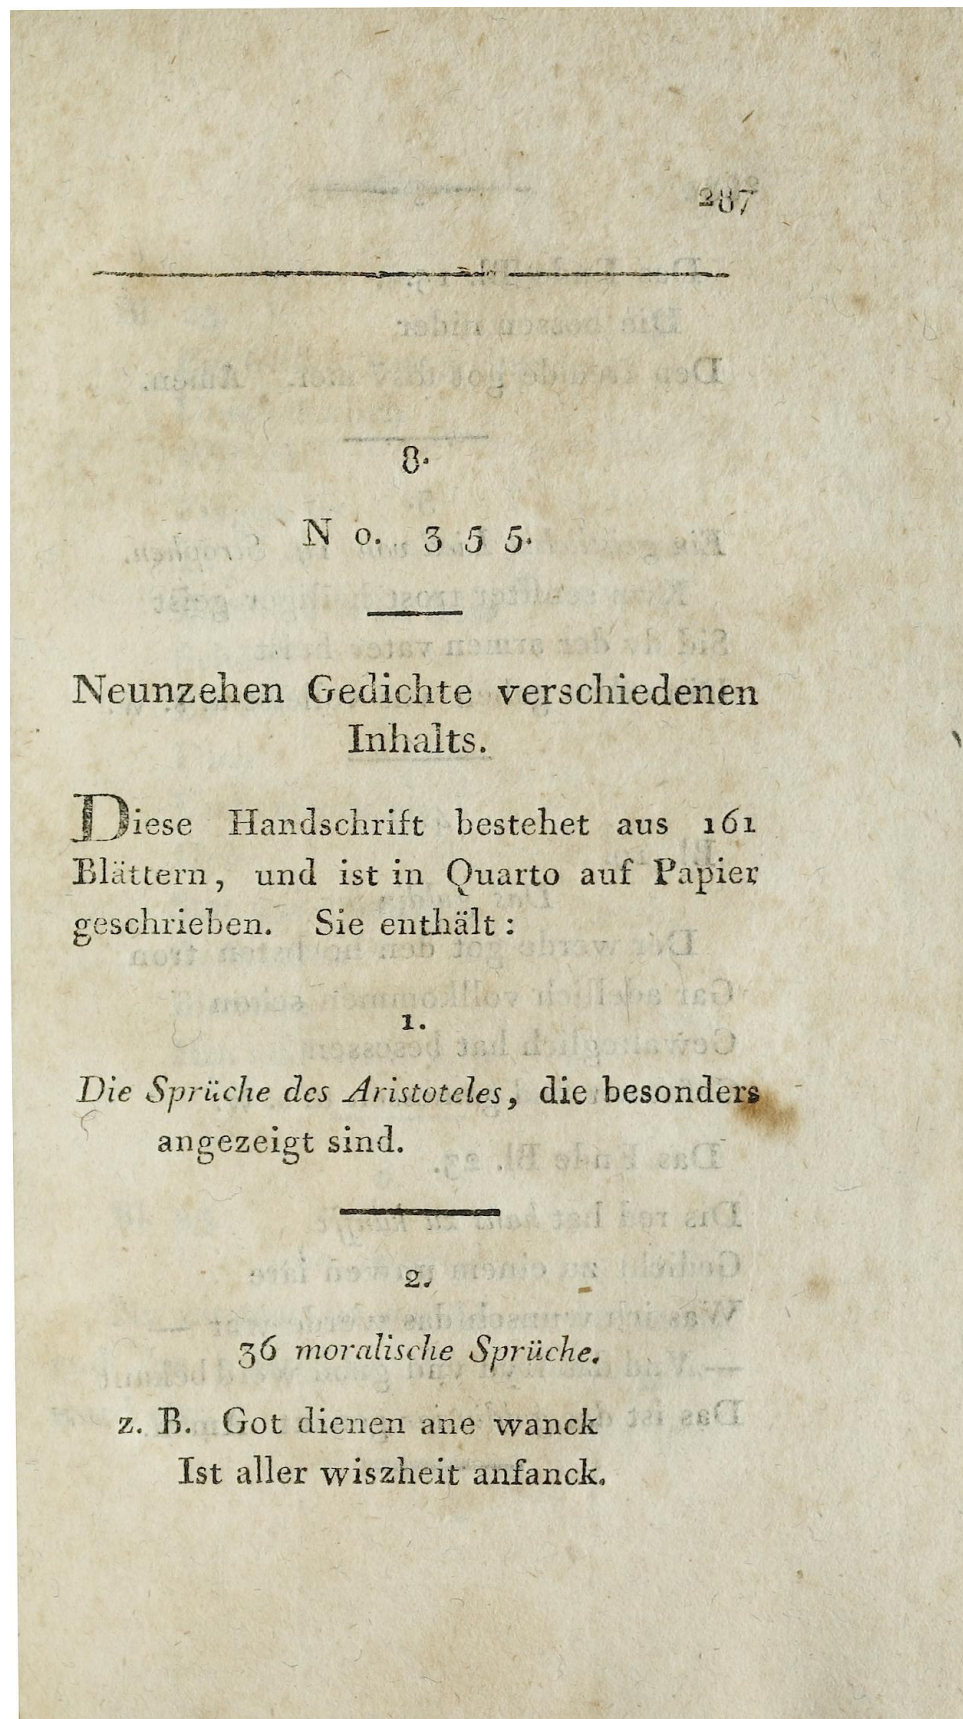 287
8.
No. 355.
Neunzehen Gedichte verschiedenen
Inhalts.
Diese Handschrift bestehet aus 161
Blättern, und ist in Quarto auf Papier
geschrieben. Sie enthält:
1.
Die Sprüche des Aristoteles, die besonders
angezeigt sind.
2.
36 moralische Sprüche.
z. B. Got dienen ane wanck
Ist aller wiszheit anfanck.